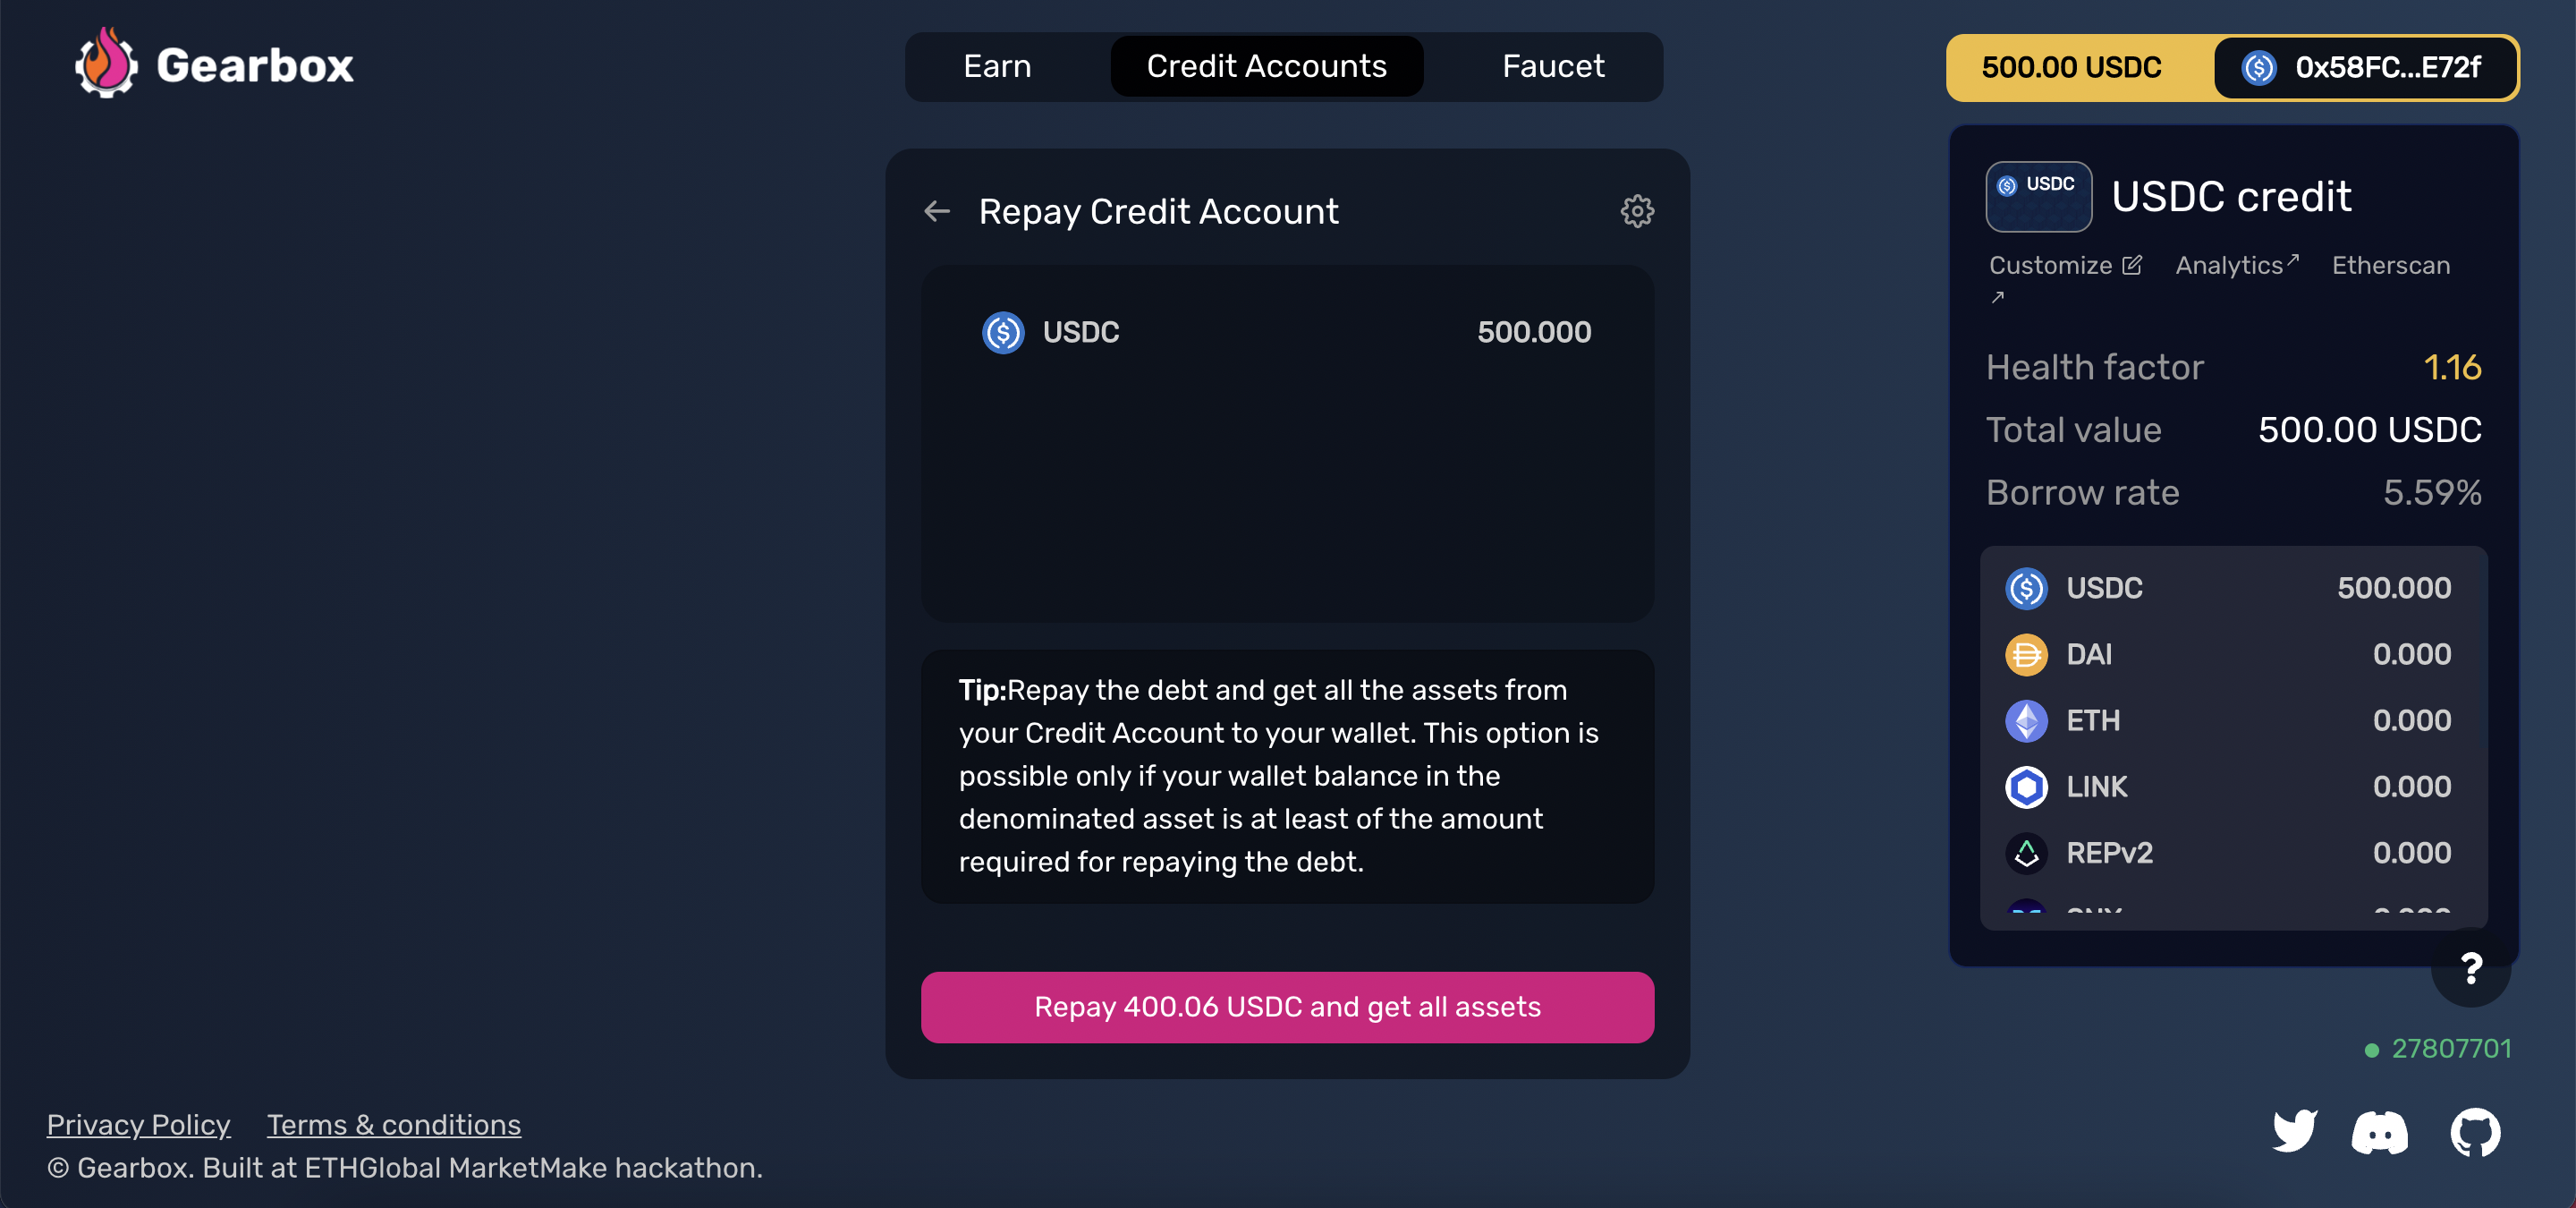 Gearbox
Earn
Credit Accounts
Faucet
500.00 USDC
0x58FC...E72f
Repay Credit Account
USDC 500.000
Tip:Repay the debt and get all the assets from
your Credit Account to your wallet. This option is
possible only if your wallet balance in the
denominated asset is at least of the amount
required for repaying the debt.
Repay 400.06 USDC and get all assets
USDC
USDC credit
Customize
Analytics↗
Etherscan
↗
Health factor 1.16
Total value 500.00 USDC
Borrow rate 5.59%
USDC 500.000
DAI 0.000
ETH 0.000
LINK 0.000
REPv2 0.000
?
27807701
Privacy Policy
Terms & conditions
© Gearbox. Built at ETHGlobal MarketMake hackathon.